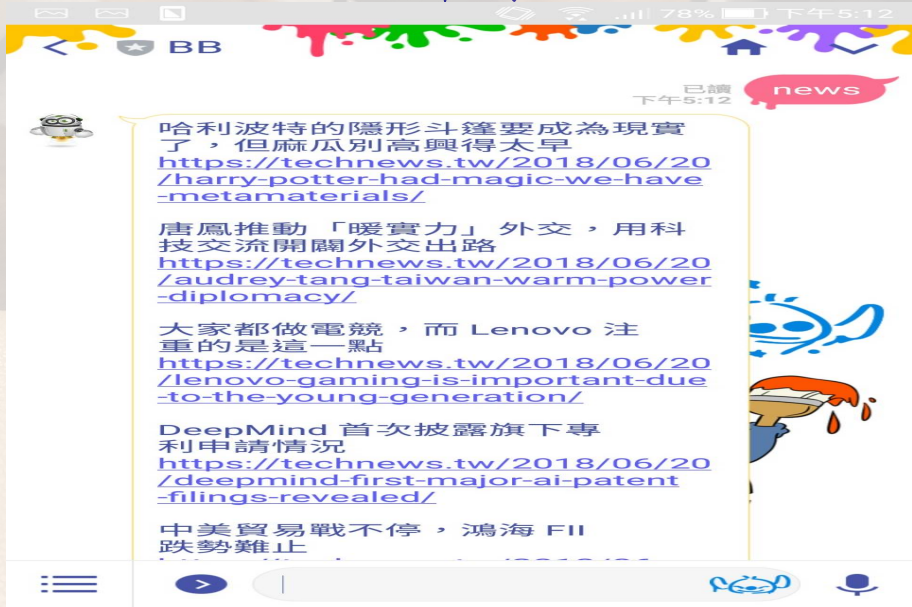 78% 下午5:12
BB
已讀
下午5:12
news
哈利波特的隱形斗篷要成為現實
了，但麻瓜別高興得太早
https://technews.tw/2018/06/20
/harry-potter-had-magic-we-have
-metamaterials/
唐鳳推動「暖實力」外交，用科
技交流開闢外交出路
https://technews.tw/2018/06/20
/audrey-tang-taiwan-warm-power
-diplomacy/
大家都做電競，而 Lenovo 注
重的是這一點
https://technews.tw/2018/06/20
/lenovo-gaming-is-important-due
-to-the-young-generation/
DeepMind 首次披露旗下專
利申請情況
https://technews.tw/2018/06/20
/deepmind-first-major-ai-patent
-filings-revealed/
中美貿易戰不停，鴻海 FII
跌勢難止